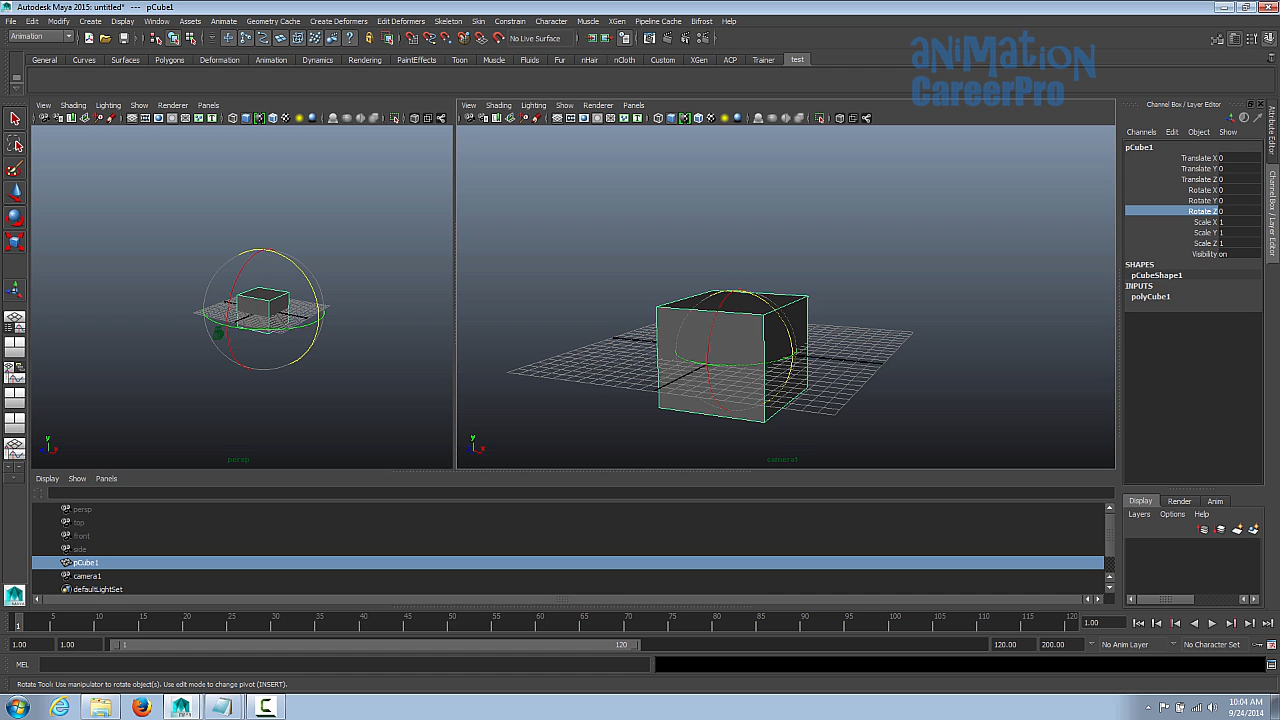 Autodesk Maya 2015: untitled* --- pCube1
File Edit Modify Create Display Window Assets Animate Geometry Cache Create Deformers Edit Deformers Skeleton Skin Constrain Character Muscle XGen Pipeline Cache Bifrost Help
Animation
No Live Surface
General Curves Surfaces Polygons Deformation Animation Dynamics Rendering PaintEffects Toon Muscle Fluids Fur nHair nCloth Custom XGen ACP Trainer test
aNiMatioN
CareerPro
View Shading Lighting Show Renderer Panels
View Shading Lighting Show Renderer Panels
persp
camera1
y
x
y
x
Channel Box / Layer Editor
Channels Edit Object Show
pCube1
Translate X 0
Translate Y 0
Translate Z 0
Rotate X 0
Rotate Y 0
Rotate Z 0
Scale X 1
Scale Y 1
Scale Z 1
Visibility on
SHAPES
pCubeShape1
INPUTS
polyCube1
Attribute Editor
Channel Box / Layer Editor
Display Render Anim
Layers Options Help
Display Show Panels
persp
top
front
side
pCube1
camera1
defaultLightSet
1 5 10 15 20 25 30 35 40 45 50 55 60 65 70 75 80 85 90 95 100 105 110 115 120 1.00
1.00 1.00 1 120 120.00 200.00 No Anim Layer No Character Set
MEL
Rotate Tool: Use manipulator to rotate object(s). Use edit mode to change pivot (INSERT).
10:04 AM
9/24/2014